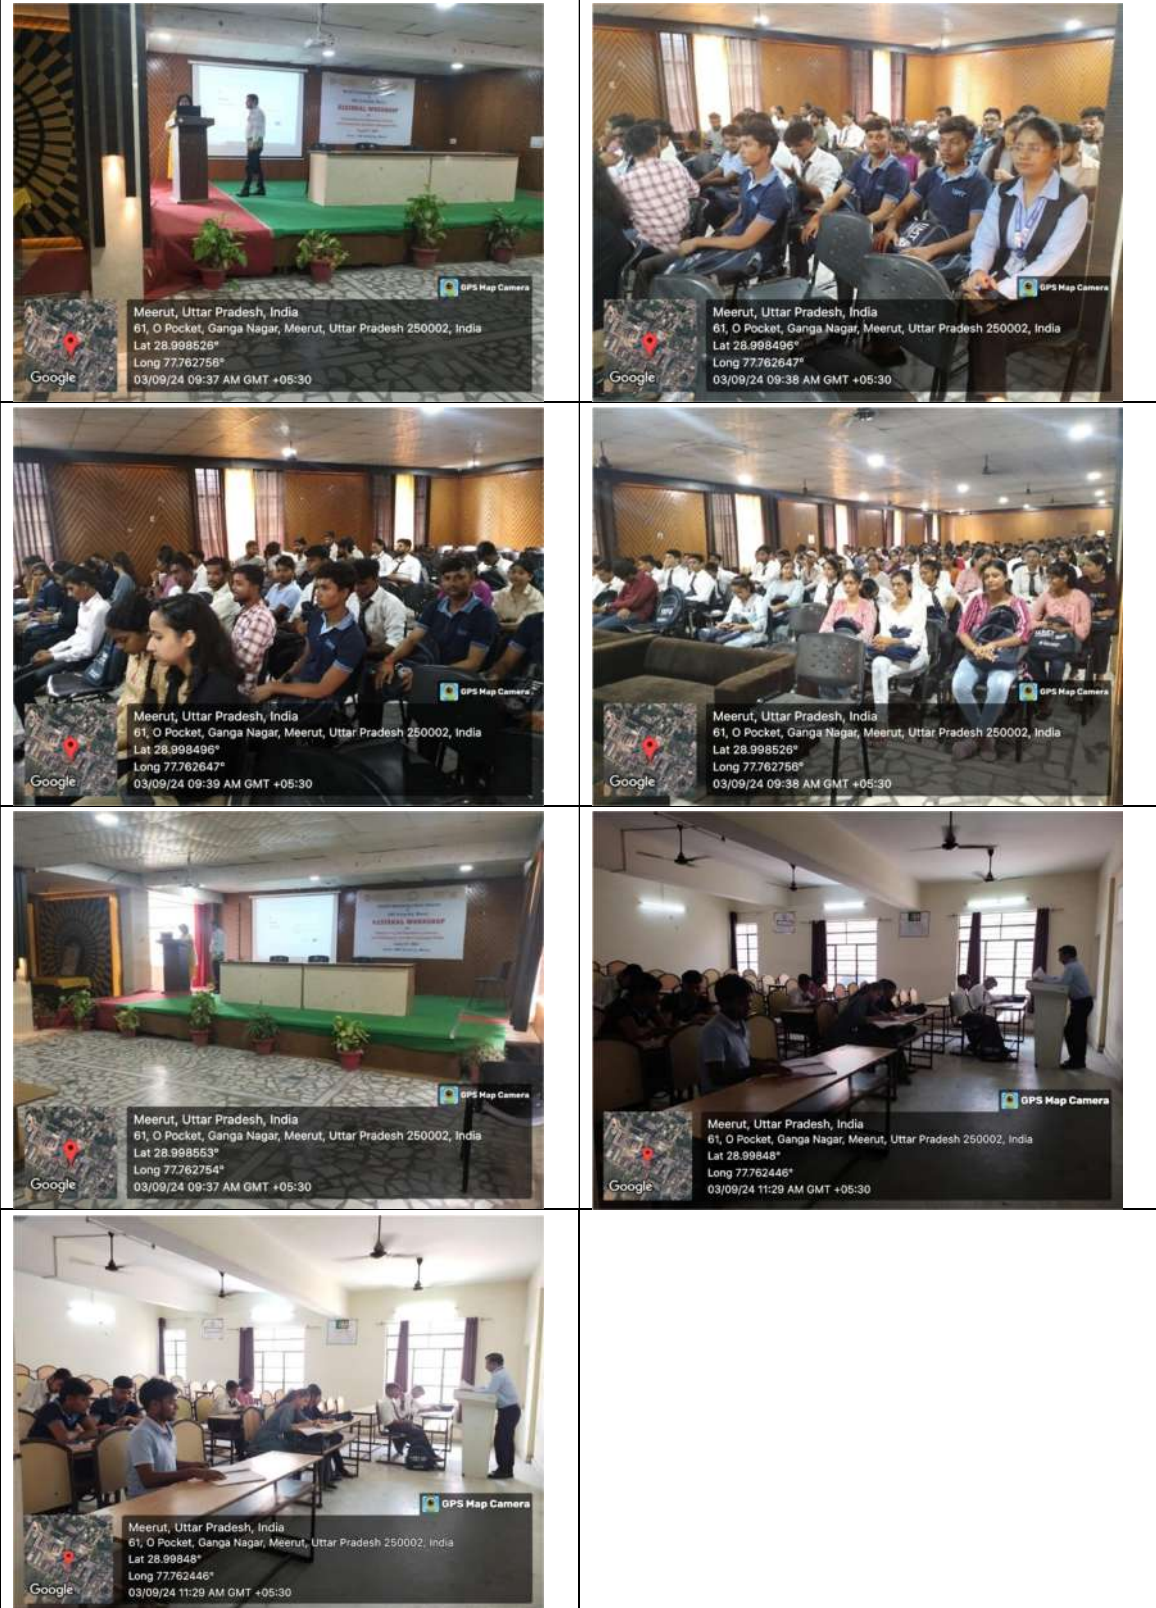 NATIONAL WORKSHOP
GPS Map Camera
Google
Meerut, Uttar Pradesh, India
61, O Pocket, Ganga Nagar, Meerut, Uttar Pradesh 250002, India
Lat 28.998526°
Long 77.762756°
03/09/24 09:37 AM GMT +05:30
GPS Map Camera
Google
Meerut, Uttar Pradesh, India
61, O Pocket, Ganga Nagar, Meerut, Uttar Pradesh 250002, India
Lat 28.998496°
Long 77.762647°
03/09/24 09:38 AM GMT +05:30
GPS Map Camera
Google
Meerut, Uttar Pradesh, India
61, O Pocket, Ganga Nagar, Meerut, Uttar Pradesh 250002, India
Lat 28.998496°
Long 77.762647°
03/09/24 09:39 AM GMT +05:30
GPS Map Camera
Google
Meerut, Uttar Pradesh, India
61, O Pocket, Ganga Nagar, Meerut, Uttar Pradesh 250002, India
Lat 28.998526°
Long 77.762756°
03/09/24 09:38 AM GMT +05:30
NATIONAL WORKSHOP
GPS Map Camera
Google
Meerut, Uttar Pradesh, India
61, O Pocket, Ganga Nagar, Meerut, Uttar Pradesh 250002, India
Lat 28.998553°
Long 77.762754°
03/09/24 09:37 AM GMT +05:30
GPS Map Camera
Google
Meerut, Uttar Pradesh, India
61, O Pocket, Ganga Nagar, Meerut, Uttar Pradesh 250002, India
Lat 28.99848°
Long 77.762446°
03/09/24 11:29 AM GMT +05:30
GPS Map Camera
Google
Meerut, Uttar Pradesh, India
61, O Pocket, Ganga Nagar, Meerut, Uttar Pradesh 250002, India
Lat 28.99848°
Long 77.762446°
03/09/24 11:29 AM GMT +05:30